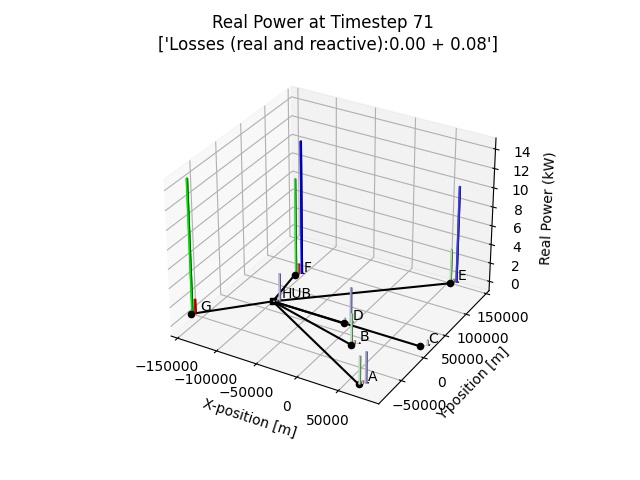 Real Power at Timestep 71
['Losses (real and reactive):0.00 + 0.08']
14
12
10
8
6
4
2
0
Real Power (kW)
F
E
HUB
G
D
B
C
A
150000
100000
50000
0
−50000
Y-position [m]
−150000
−100000
−50000
0
50000
X-position [m]